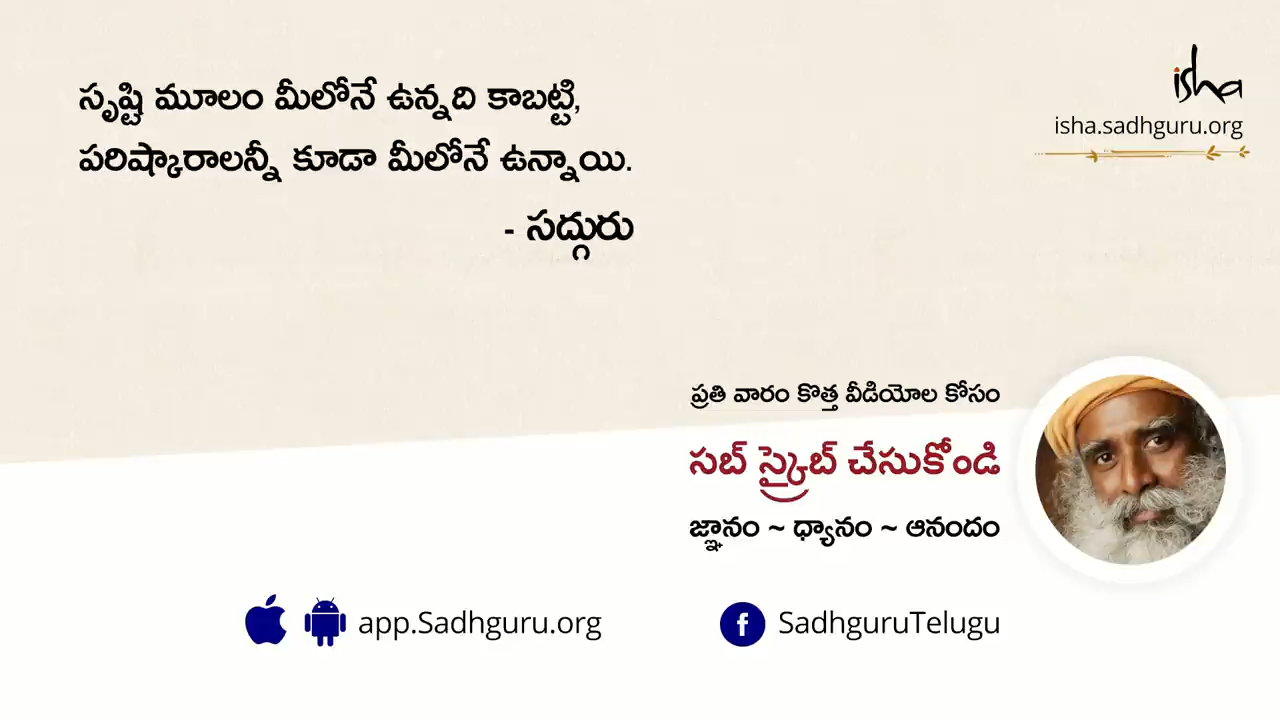 సృష్టి మూలం మీలోనే ఉన్నది కాబట్టి,
పరిష్కారాలన్నీ కూడా మీలోనే ఉన్నాయి.
- సద్గురు
isha
isha.sadhguru.org
ప్రతి వారం కొత్త వీడియోల కోసం
సబ్ స్క్రైబ్ చేసుకోండి
జ్ఞానం ~ ధ్యానం ~ ఆనందం
app.Sadhguru.org
SadhguruTelugu